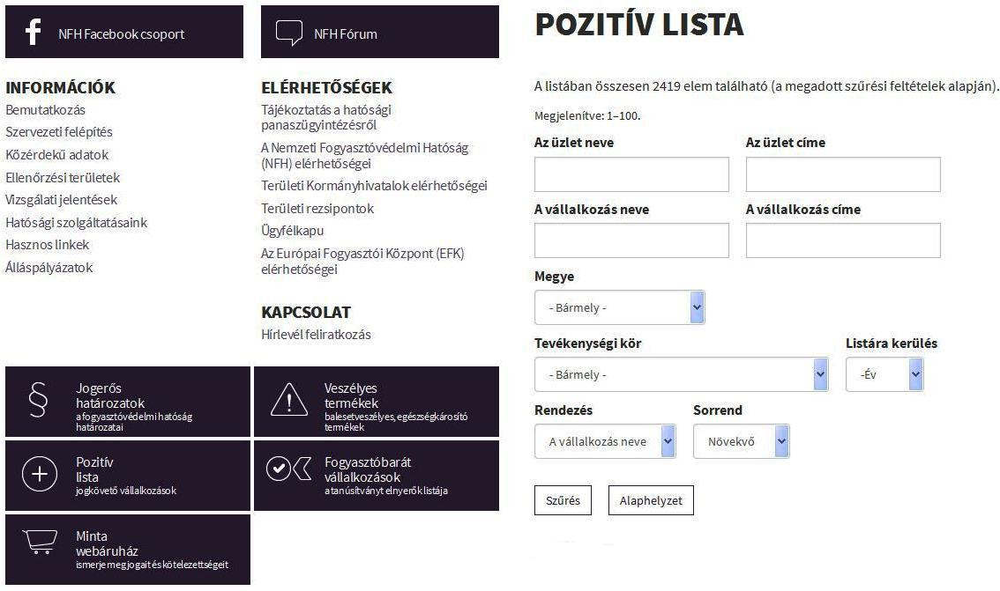 NFH Facebook csoport
NFH Fórum
INFORMÁCIÓK
Bemutatkozás
Szervezeti felépítés
Közérdekű adatok
Ellenőrzési területek
Vizsgálati jelentések
Hatósági szolgáltatásaink
Hasznos linkek
Álláspályázatok
ELÉRHETŐSÉGEK
Tájékoztatás a hatósági
panaszügyintézésről
A Nemzeti Fogyasztóvédelmi Hatóság
(NFH) elérhetőségei
Területi Kormányhivatalok elérhetőségei
Területi rezsipontok
Ügyfélkapu
Az Európai Fogyasztói Központ (EFK)
elérhetőségei
KAPCSOLAT
Hírlevél feliratkozás
Jogerős
határozatok
a fogyasztóvédelmi hatóság
határozatai
Veszélyes
termékek
balesetveszélyes, egészségkárosító
termékek
Pozitív
lista
jogkövető vállalkozások
Fogyasztóbarát
vállalkozások
a tanúsítványt elnyerők listája
Minta
webáruház
ismerje meg jogait és kötelezettségeit
POZITÍV LISTA
A listában összesen 2419 elem található (a megadott szűrési feltételek alapján).
Megjelenítve: 1–100.
Az üzlet neve
Az üzlet címe
A vállalkozás neve
A vállalkozás címe
Megye
- Bármely -
Tevékenységi kör
Listára kerülés
- Bármely -
-Év
Rendezés
Sorrend
A vállalkozás neve
Növekvő
Szűrés
Alaphelyzet